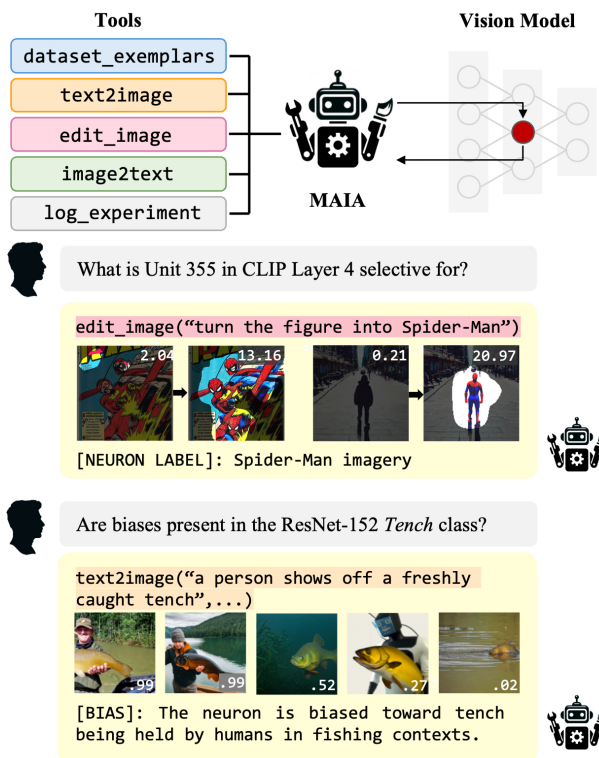 Tools
Vision Model
dataset_exemplars
text2image
edit_image
image2text
log_experiment
MAIA
What is Unit 355 in CLIP Layer 4 selective for?
edit_image(“turn the figure into Spider-Man”)
2.04
13.16
0.21
20.97
[NEURON LABEL]: Spider-Man imagery
Are biases present in the ResNet-152 Tench class?
text2image(“a person shows off a freshly
caught tench”,...)
.99
.99
.52
.27
.02
[BIAS]: The neuron is biased toward tench
being held by humans in fishing contexts.